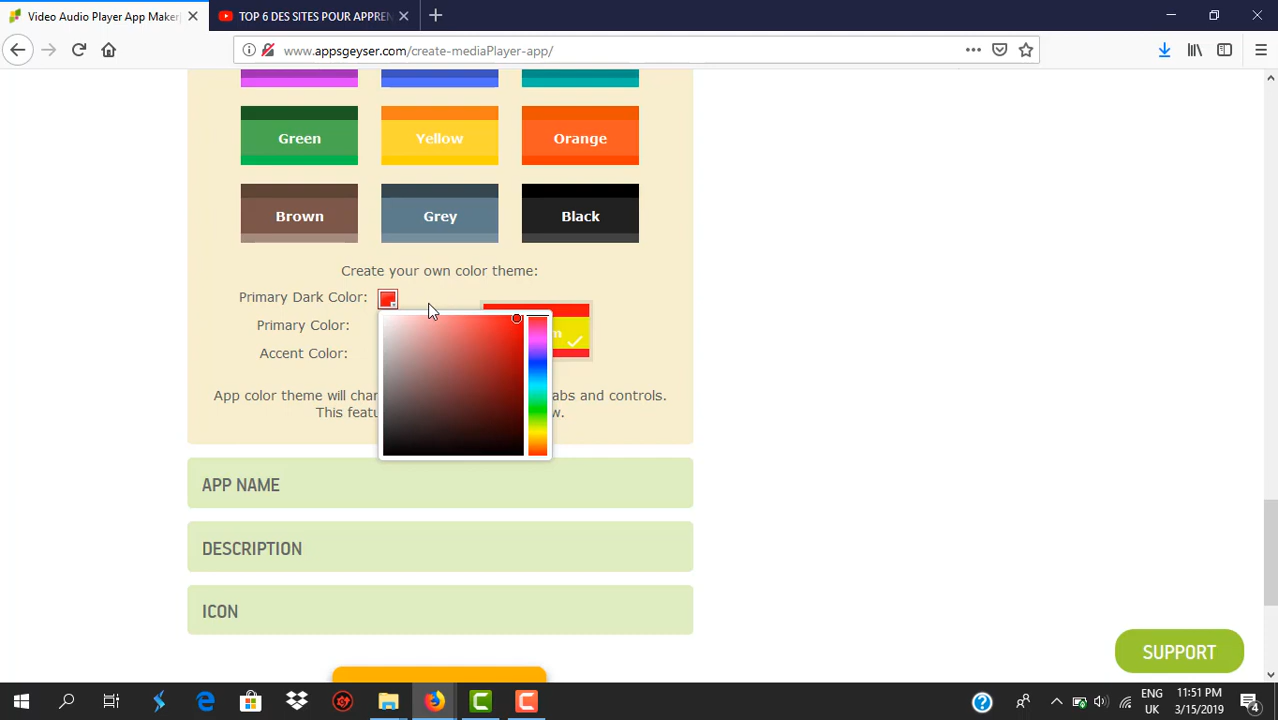 Video Audio Player App Maker
TOP 6 DES SITES POUR APPREN
www.appsgeyser.com/create-mediaPlayer-app/
Green
Yellow
Orange
Brown
Grey
Black
Create your own color theme:
Primary Dark Color:
Primary Color:
m
Accent Color:
App color theme will char abs and controls.
This featu w.
APP NAME
DESCRIPTION
ICON
SUPPORT
ENG
UK
11:51 PM
3/15/2019
4